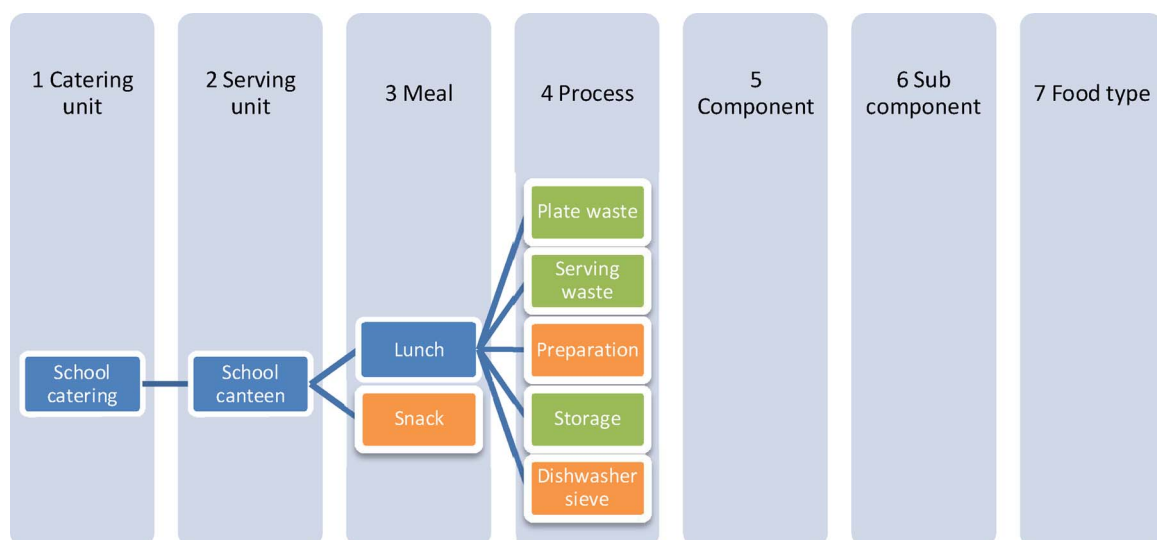 1 Catering
unit
2 Serving
unit
3 Meal
4 Process
5
Component
6 Sub
component
7 Food type
Plate waste
Serving
waste
Lunch
Preparation
School
catering
School
canteen
Snack
Storage
Dishwasher
sieve